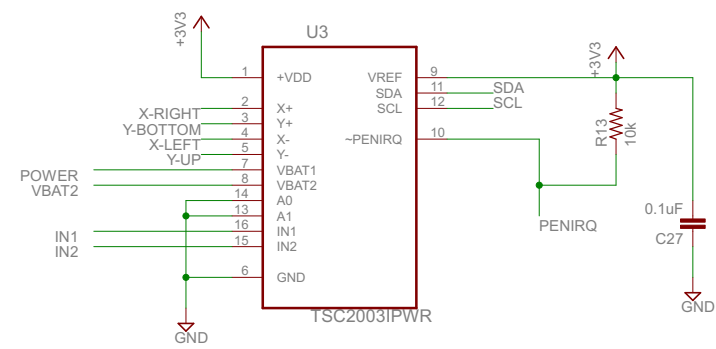 +3V3
U3
+3V3
1 +VDD VREF 9
SDA 11 SDA
2 X+ SCL 12 SCL
X-RIGHT
3 Y+
Y-BOTTOM
4 X- ~PENIRQ 10
X-LEFT
5 Y-
Y-UP
R13
10k
POWER 7 VBAT1
VBAT2 8 VBAT2
14 A0
13 A1
IN1 16 IN1
IN2 15 IN2
PENIRQ
0.1uF
C27
6 GND
GND
TSC2003IPWR
GND